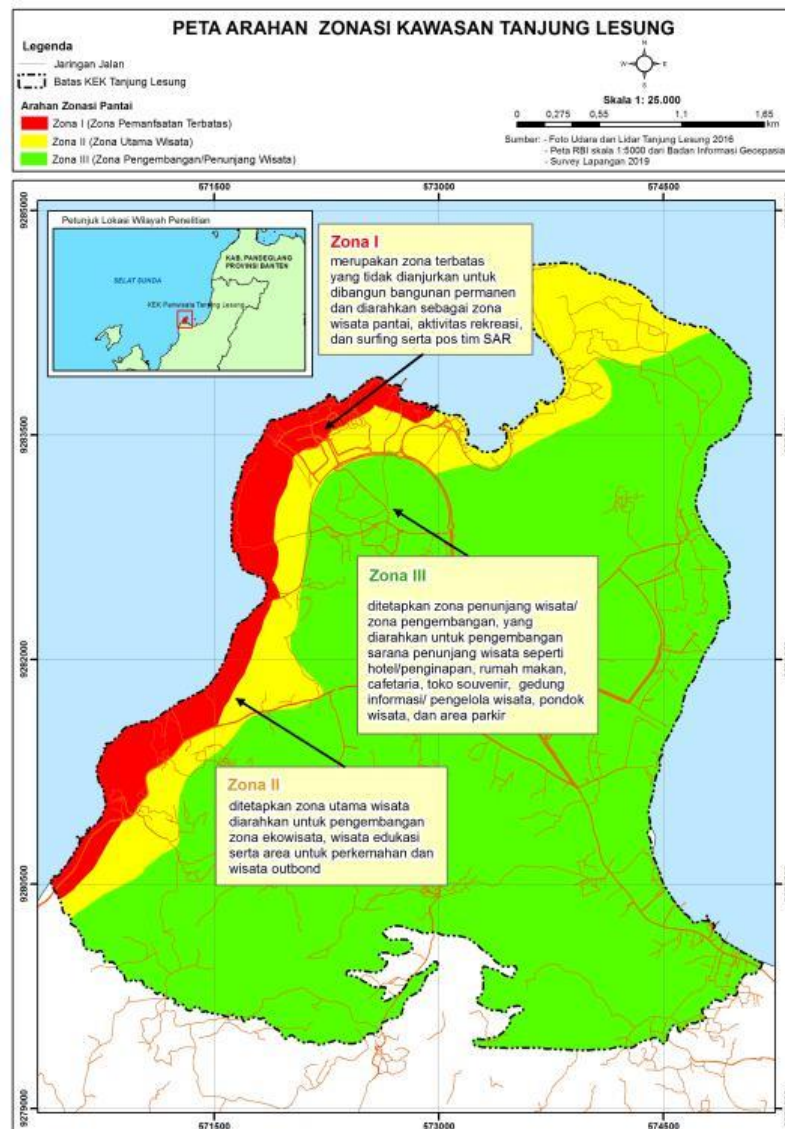 PETA ARAHAN ZONASI KAWASAN TANJUNG LESUNG
Legenda
Jaringan Jalan
Batas KEK Tanjung Lesung
Arahan Zonasi Pantai
Zona I (Zona Pemanfaatan Terbatas)
Zona II (Zona Utama Wisata)
Zona III (Zona Pengembangan/Penunjang Wisata)
N
W
E
S
Skala 1: 25.000
0 0,275 0,55 1,1 1,65
km
Sumber: - Foto Udara dan Lidar Tanjung Lesung 2016
- Peta RBI skala 1:5000 dari Badan Informasi Geospasia
- Survey Lapangan 2019
571500 573000 574500
9285000
9283500
9282000
9280500
9279000
Petunjuk Lokasi Wilayah Penelitian
KAB. PANDEGLANG
PROVINSI BANTEN
SELAT SUNDA
KEK Pariwisata Tanjung Lesung
Zona I
merupakan zona terbatas
yang tidak dianjurkan untuk
dibangun bangunan permanen
dan diarahkan sebagai zona
wisata pantai, aktivitas rekreasi,
dan surfing serta pos tim SAR
Zona III
ditetapkan zona penunjang wisata/
zona pengembangan, yang
diarahkan untuk pengembangan
sarana penunjang wisata seperti
hotel/penginapan, rumah makan,
cafetaria, toko souvenir, gedung
informasi/ pengelola wisata, pondok
wisata, dan area parkir
Zona II
ditetapkan zona utama wisata
diarahkan untuk pengembangan
zona ekowisata, wisata edukasi
serta area untuk perkemahan dan
wisata outbond
571500 573000 574500